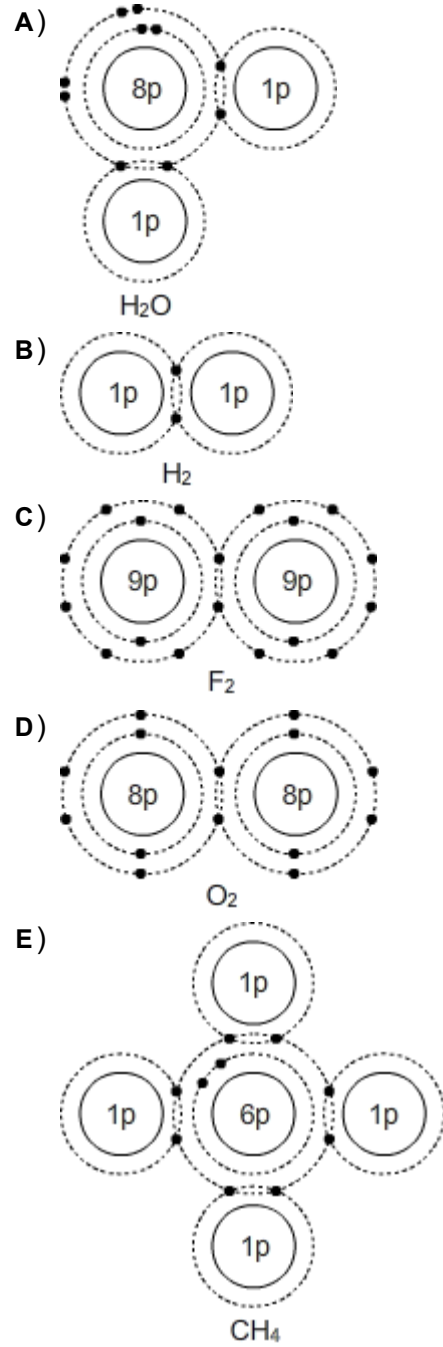 A)
8p 1p
1p
H₂O
B)
1p 1p
H₂
C)
9p 9p
F₂
D)
8p 8p
O₂
E)
1p
1p 6p 1p
1p
CH₄